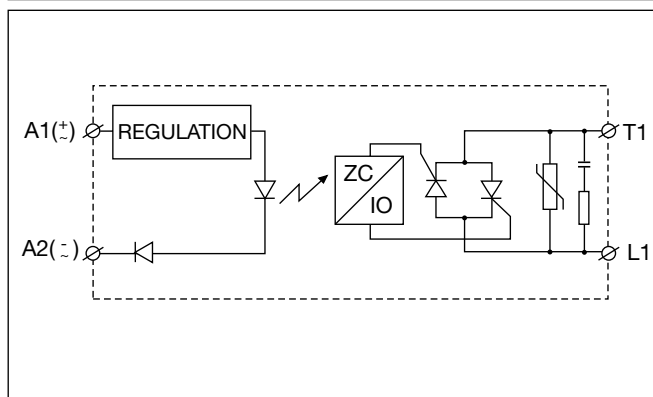 A1(+~) REGULATION
T1
ZC
IO
A2(-~)
L1